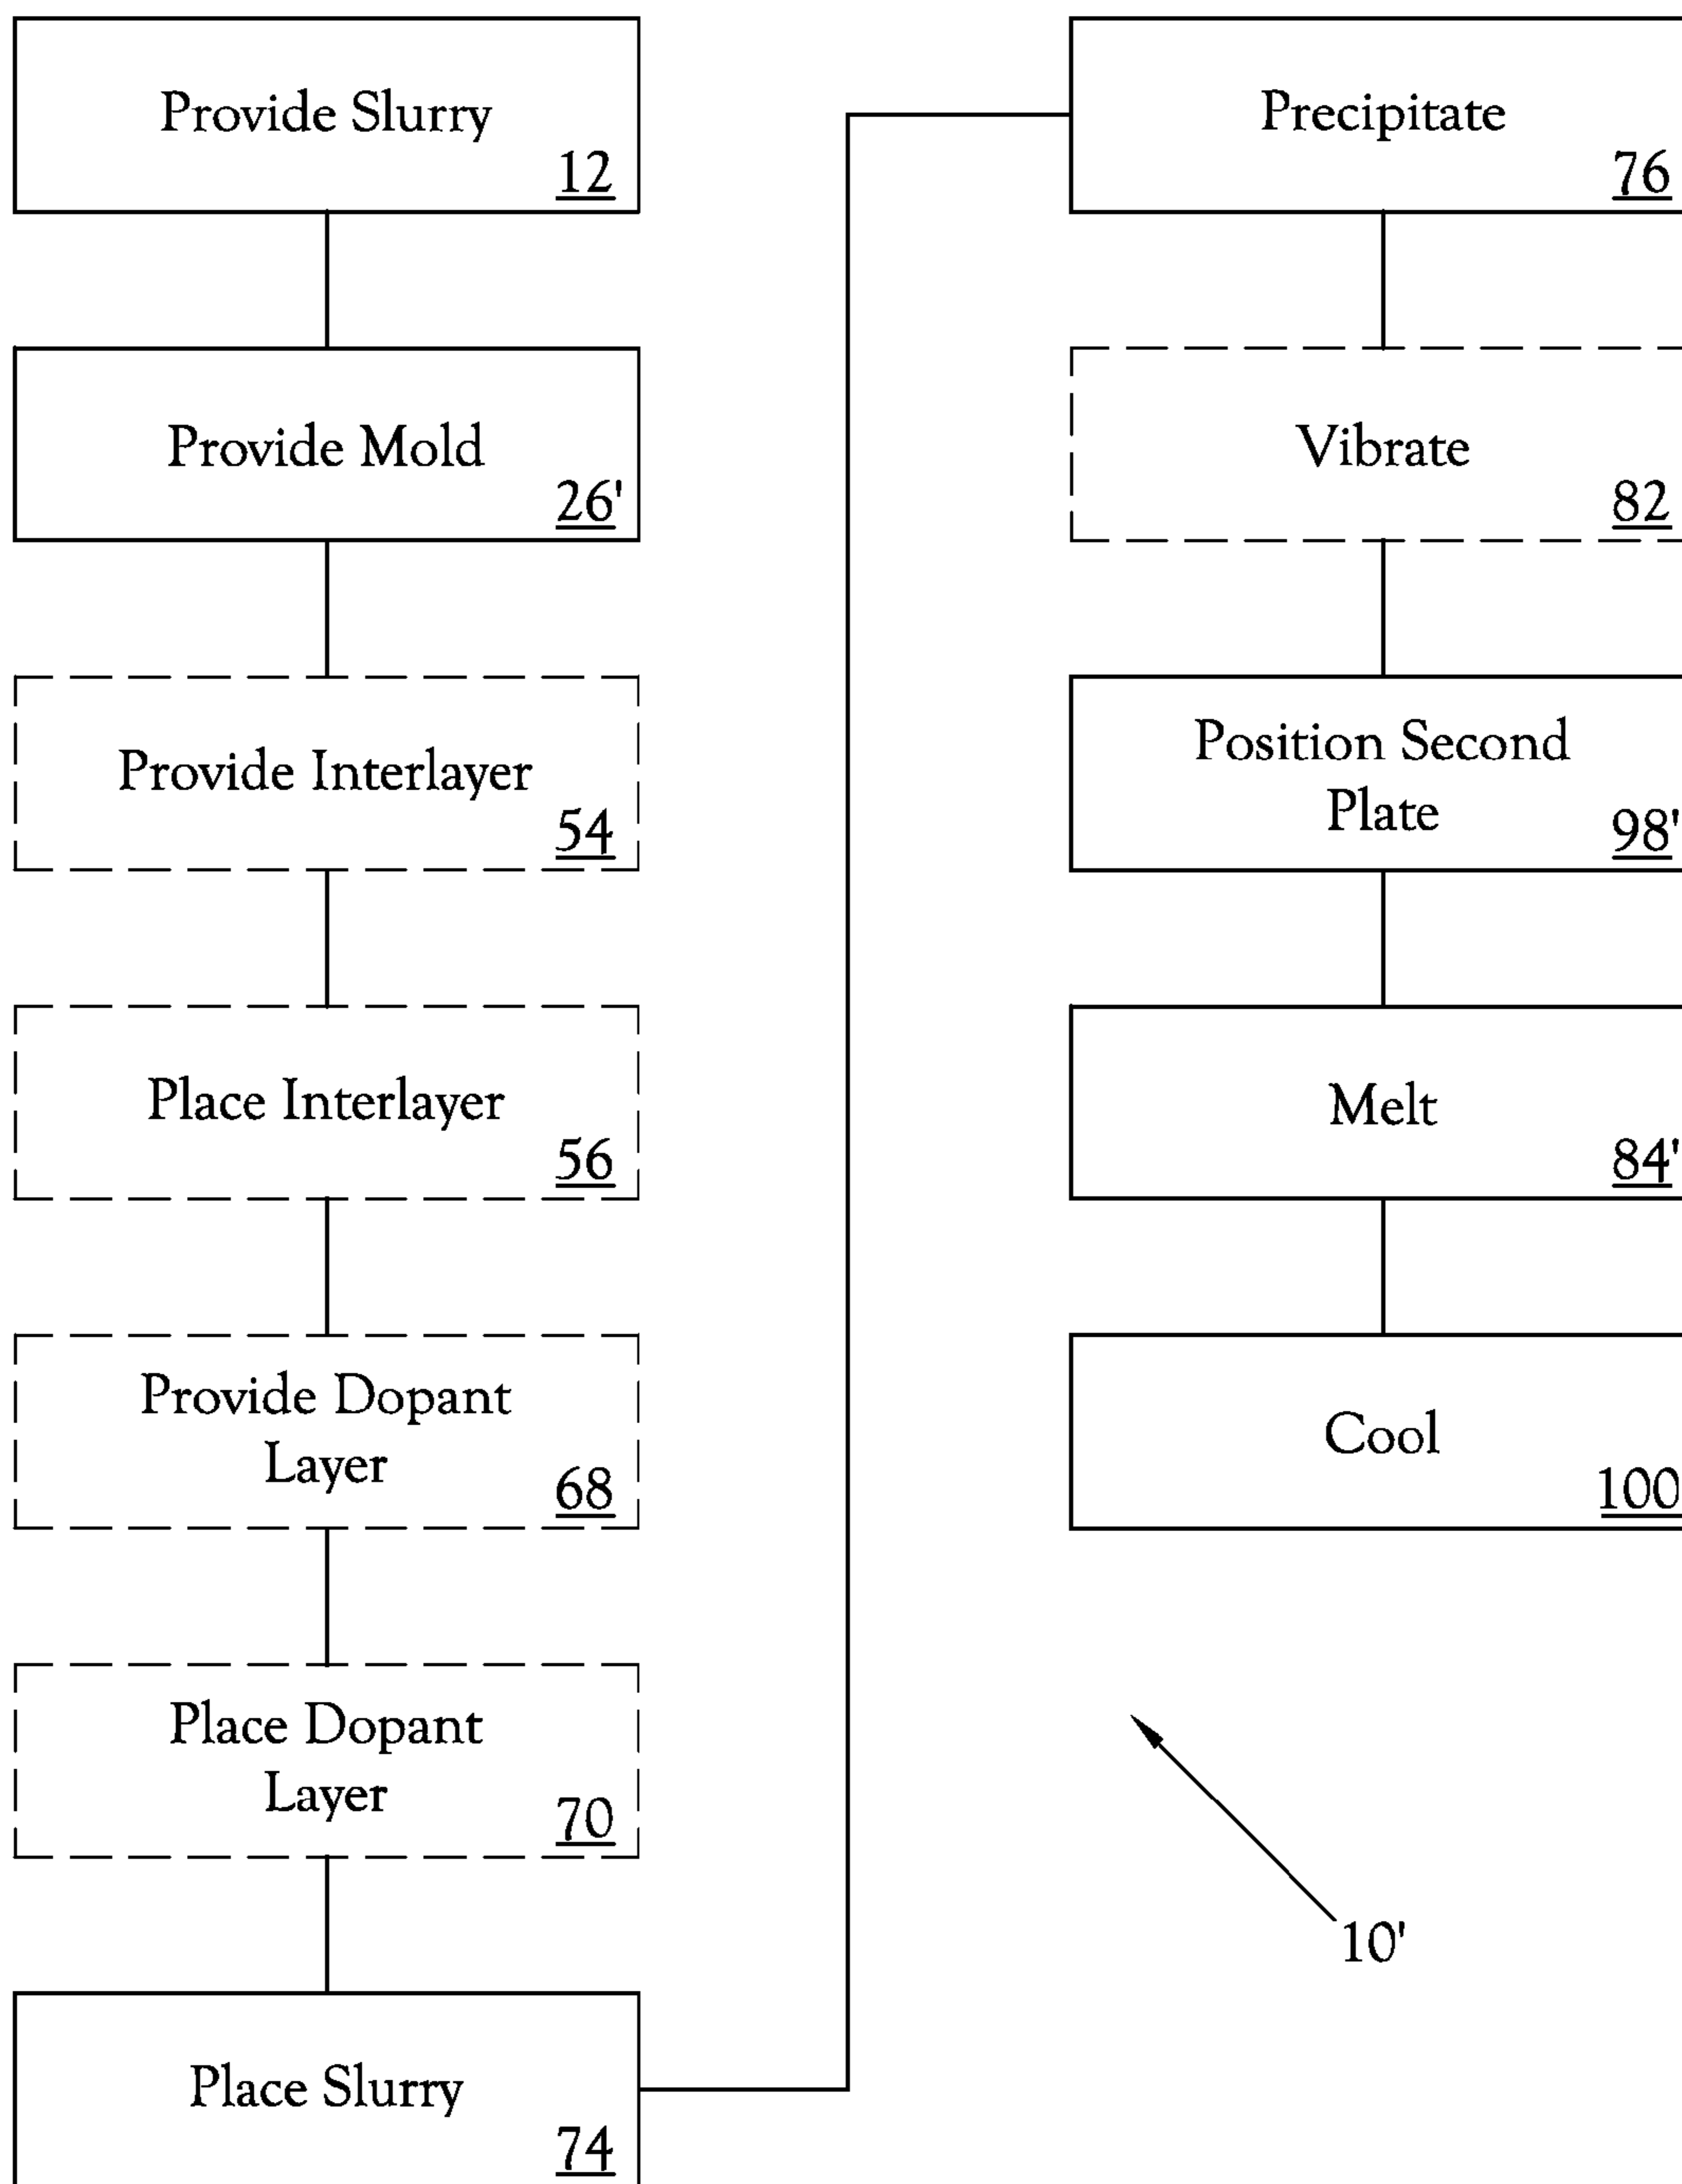 Provide Slurry
12
Provide Mold
26'
Provide Interlayer
54
Place Interlayer
56
Provide Dopant
Layer
68
Place Dopant
Layer
70
Place Slurry
74
Precipitate
76
Vibrate
82
Position Second
Plate
98'
Melt
84'
Cool
100
10'